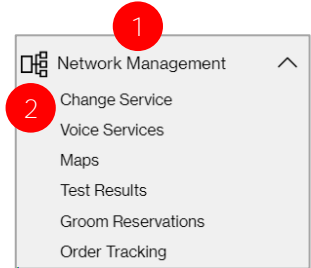 1
Network Management
2
Change Service
Voice Services
Maps
Test Results
Groom Reservations
Order Tracking